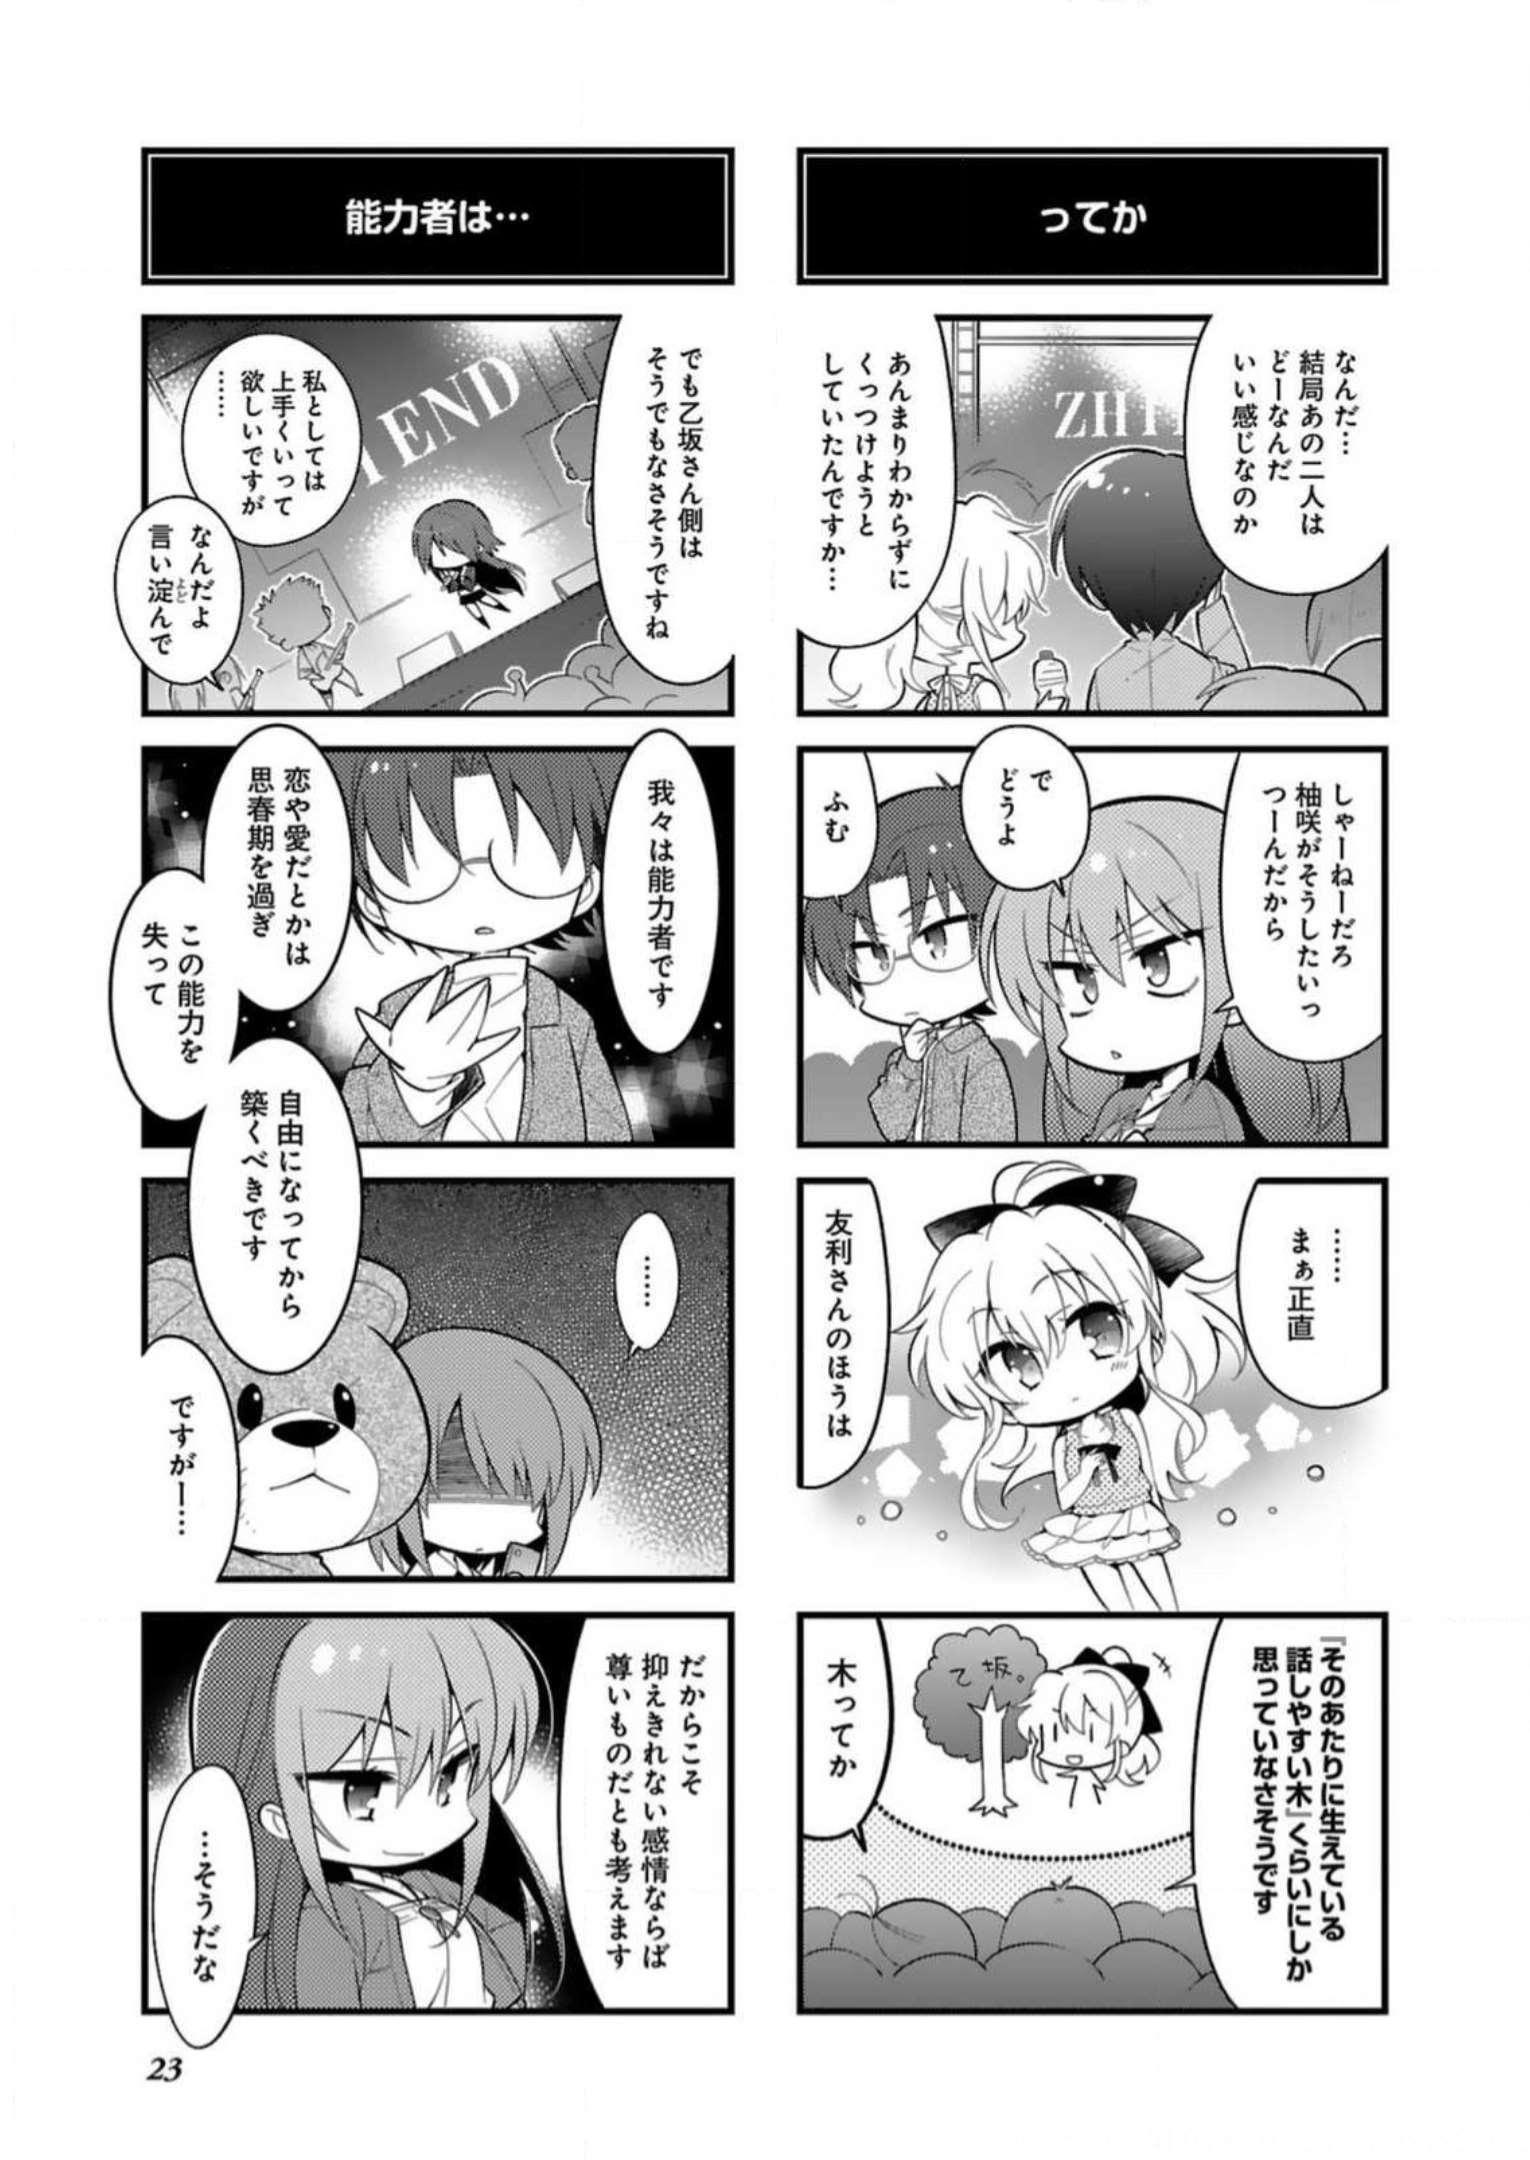 ってか
なんだ…
結局あの二人は
どーなんだ
いい感じなのか
あんまりわからずに
くっつけようと
していたんですか…
ZHI
しゃーねーだろ
柚咲がそうしたいっ
つーんだから
で
どうよ
ふむ
……
まぁ正直
友利さんのほうは
『そのあたりに生えている
話しやすい木』くらいにしか
思っていなさそうです
乙坂。
木ってか
能力者は…
でも乙坂さん側は
そうでもなさそうですね
I END
私としては
上手くいって
欲しいですが
……
なんだよ
言い淀んで
よど
我々は能力者です
恋や愛だとかは
思春期を過ぎ
この能力を
失って
自由になってから
築くべきです
……
ですがー…
だからこそ
抑えきれない感情ならば
尊いものだとも考えます
…そうだな
23